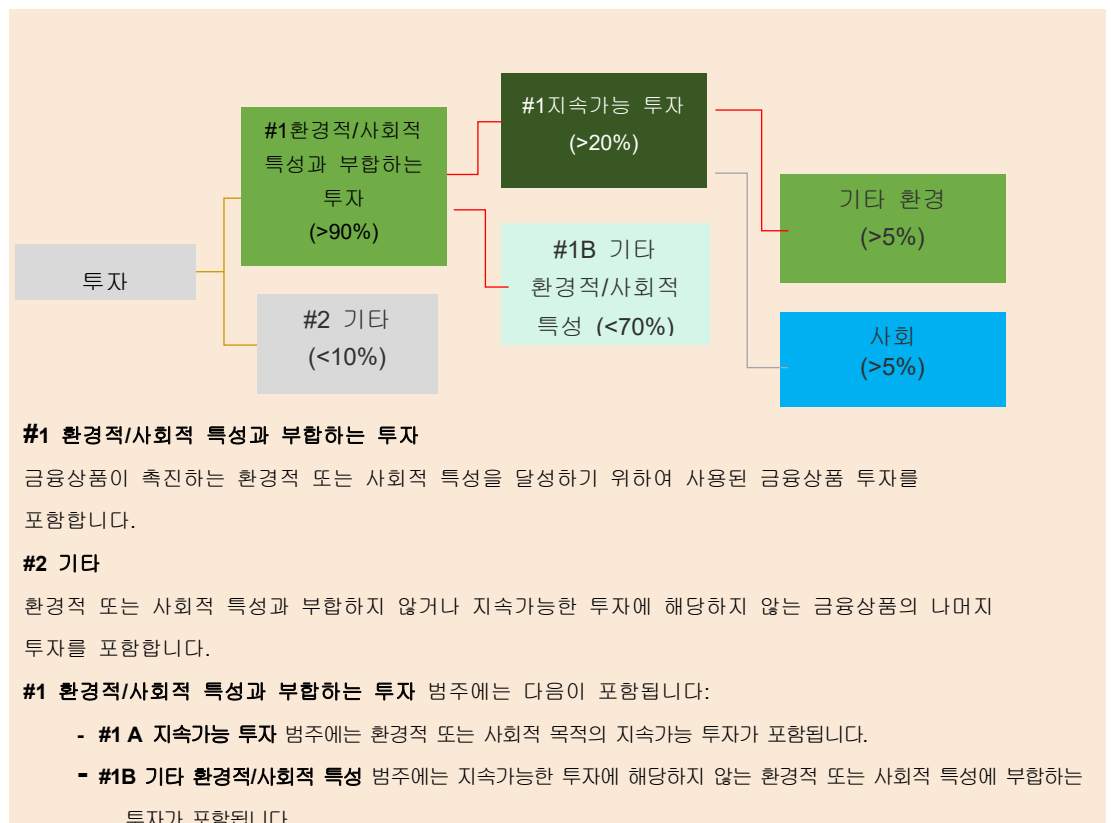 #1환경적/사회적
특성과 부합하는
투자
(>90%)
#1지속가능 투자
(>20%)
기타 환경
(>5%)
투자
#1B 기타
환경적/사회적
특성 (<70%)
#2 기타
(<10%)
사회
(>5%)
#1 환경적/사회적 특성과 부합하는 투자
금융상품이 촉진하는 환경적 또는 사회적 특성을 달성하기 위하여 사용된 금융상품 투자를
포함합니다.
#2 기타
환경적 또는 사회적 특성과 부합하지 않거나 지속가능한 투자에 해당하지 않는 금융상품의 나머지
투자를 포함합니다.
#1 환경적/사회적 특성과 부합하는 투자 범주에는 다음이 포함됩니다:
- #1 A 지속가능 투자 범주에는 환경적 또는 사회적 목적의 지속가능 투자가 포함됩니다.
- #1B 기타 환경적/사회적 특성 범주에는 지속가능한 투자에 해당하지 않는 환경적 또는 사회적 특성에 부합하는
투자가 포함됩니다.